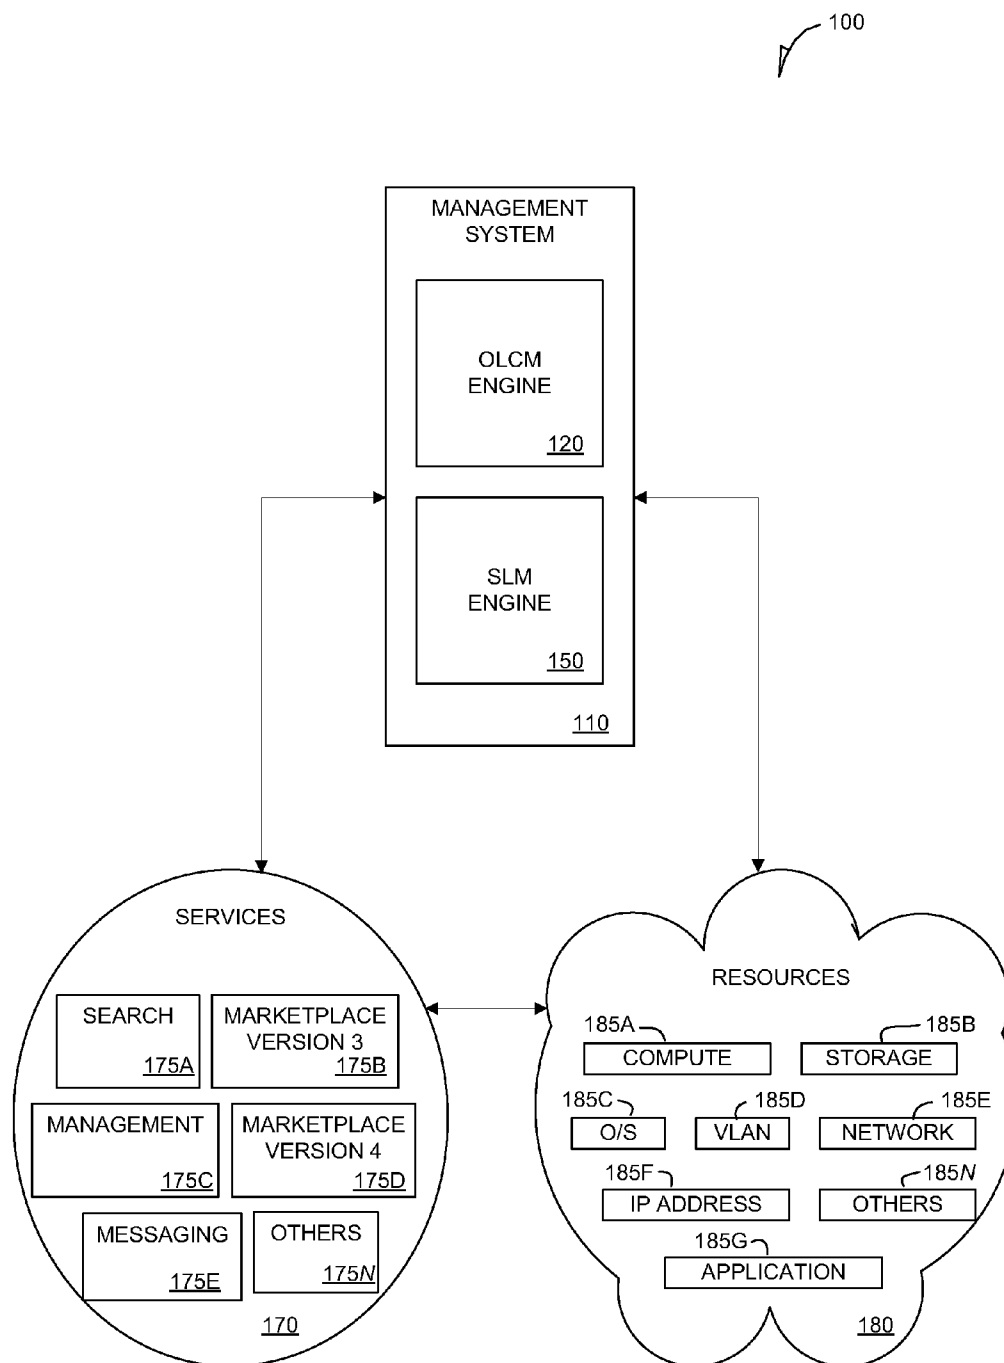 100
MANAGEMENT
SYSTEM
OLCM
ENGINE
120
SLM
ENGINE
150
110
SERVICES
SEARCH
175A
MARKETPLACE
VERSION 3
175B
MANAGEMENT
175C
MARKETPLACE
VERSION 4
175D
MESSAGING
175E
OTHERS
175N
170
RESOURCES
185A
COMPUTE
185B
STORAGE
185C
O/S
185D
VLAN
185E
NETWORK
185F
IP ADDRESS
185N
OTHERS
185G
APPLICATION
180